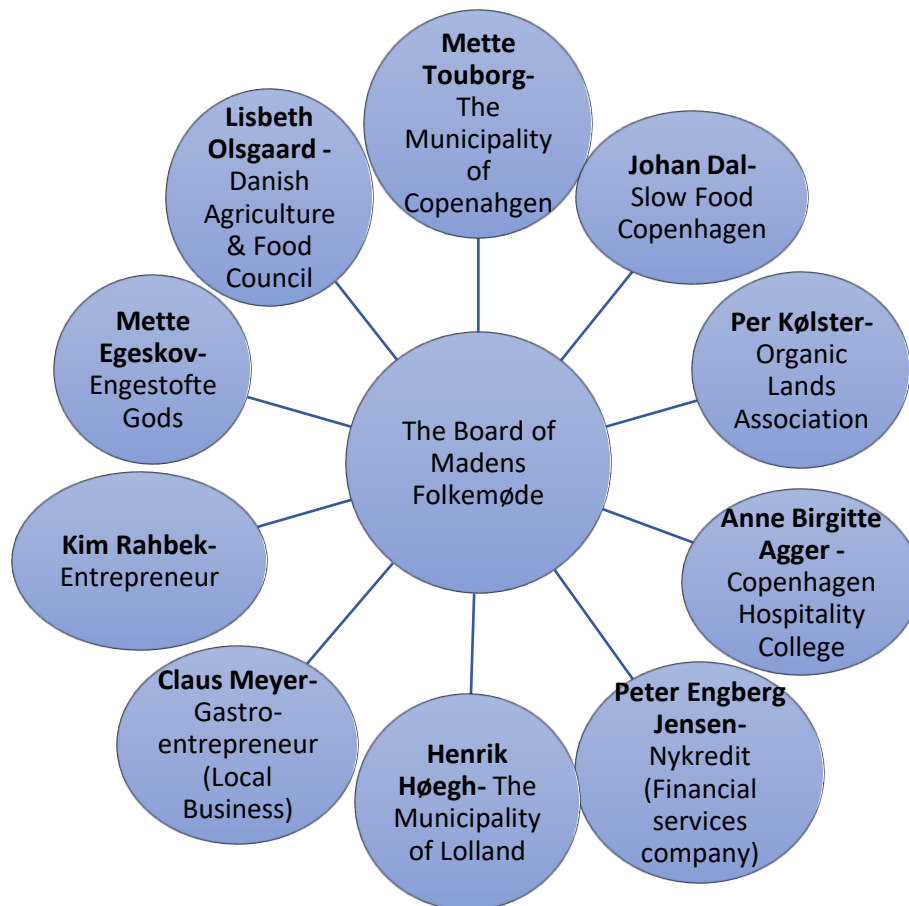 Mette
Touborg-
The
Municipality
of
Copenahgen
Johan Dal-
Slow Food
Copenhagen
Per Kølster-
Organic
Lands
Association
Anne Birgitte
Agger -
Copenhagen
Hospitality
College
Peter Engberg
Jensen-
Nykredit
(Financial
services
company)
Henrik
Høegh- The
Municipality
of Lolland
Claus Meyer-
Gastro-
entrepreneur
(Local
Business)
Kim Rahbek-
Entrepreneur
Mette
Egeskov-
Engestofte
Gods
Lisbeth
Olsgaard -
Danish
Agriculture
& Food
Council
The Board of
Madens
Folkemøde